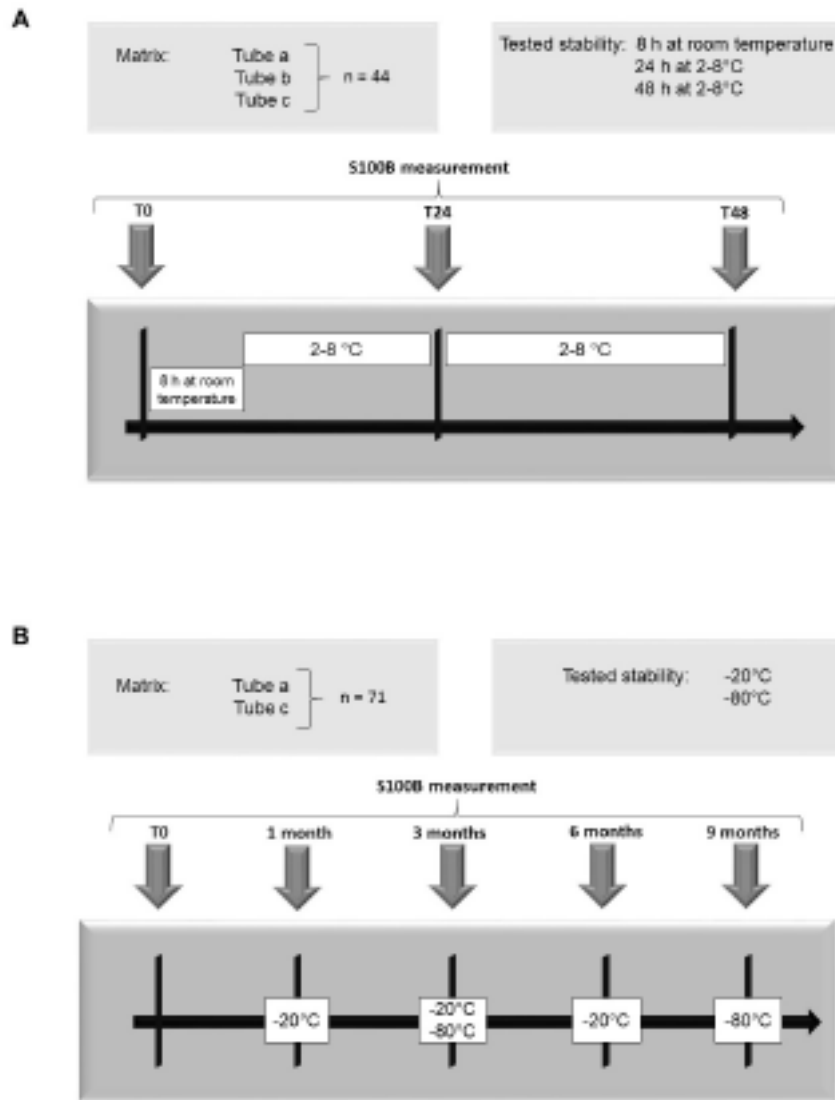 A
Matrix: Tube a
Tube b
Tube c
n = 44
Tested stability: 8 h at room temperature
24 h at 2-8°C
48 h at 2-8°C
S100B measurement
T0 T24 T48
2-8 °C 2-8 °C
8 h at room
temperature
B
Matrix: Tube a
Tube c
n = 71
Tested stability: -20°C
-80°C
S100B measurement
T0 1 month 3 months 6 months 9 months
-20°C -20°C -20°C -80°C
-80°C